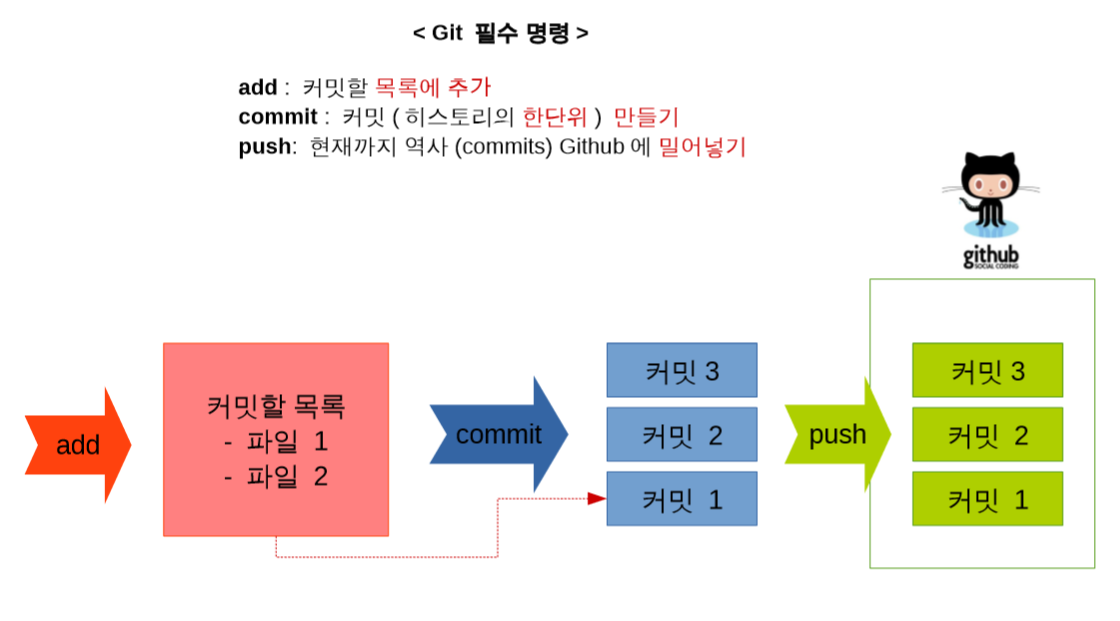 < Git 필수 명령 >
add : 커밋할 목록에 추가
commit : 커밋 ( 히스토리의 한단위 ) 만들기
push: 현재까지 역사 (commits) Github 에 밀어넣기
github
SOCIAL CODING
add
커밋할 목록
- 파일 1
- 파일 2
commit
커밋 3
커밋 2
커밋 1
push
커밋 3
커밋 2
커밋 1